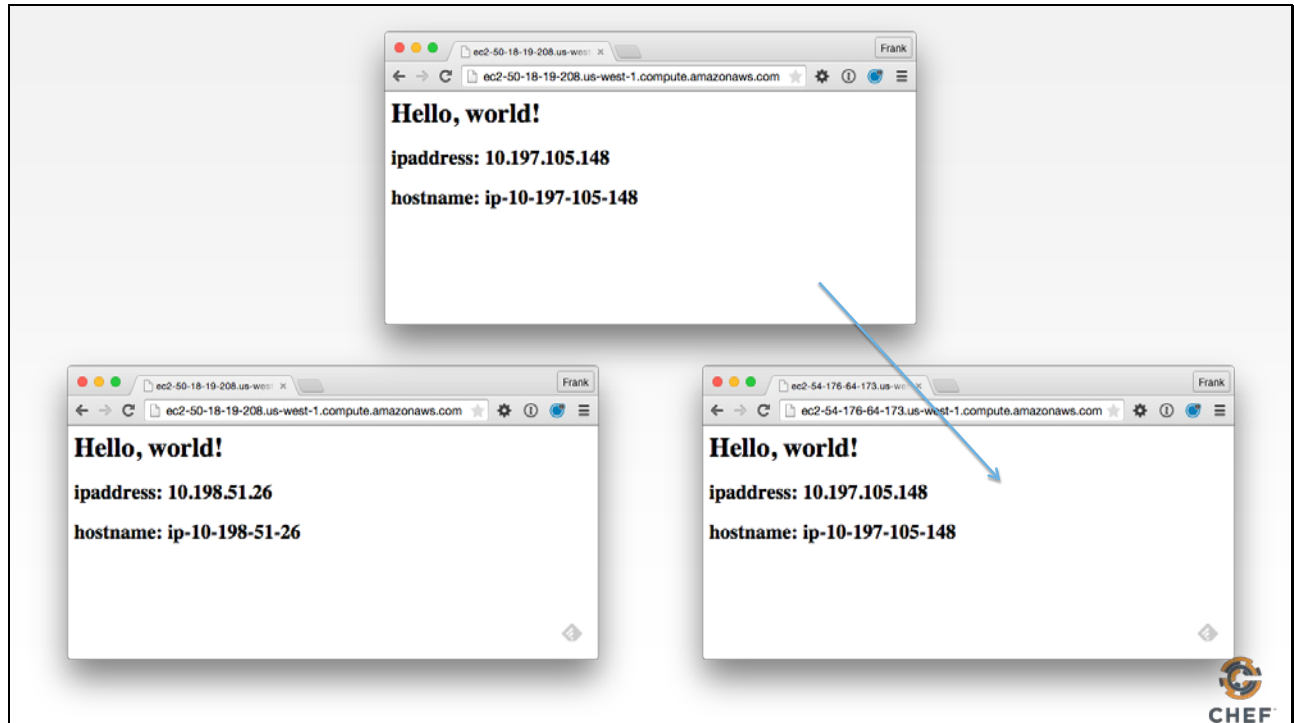 ec2-50-18-19-208.us-west
Frank
ec2-50-18-19-208.us-west-1.compute.amazonaws.com
Hello, world!
ipaddress: 10.197.105.148
hostname: ip-10-197-105-148
ec2-50-18-19-208.us-west
Frank
ec2-50-18-19-208.us-west-1.compute.amazonaws.com
Hello, world!
ipaddress: 10.198.51.26
hostname: ip-10-198-51-26
ec2-54-176-64-173.us-we
Frank
ec2-54-176-64-173.us-west-1.compute.amazonaws.com
Hello, world!
ipaddress: 10.197.105.148
hostname: ip-10-197-105-148
CHEF